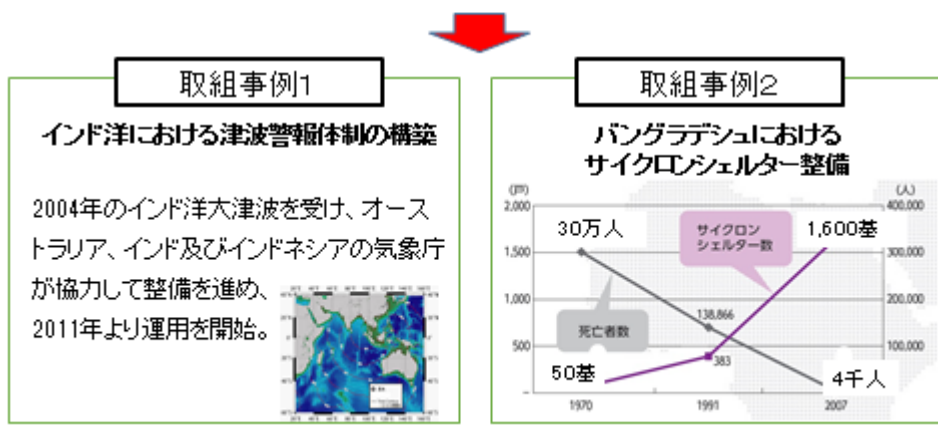 取組事例1
インド洋における津波警報体制の構築
2004年のインド洋大津波を受け、オース
トラリア、インド及びインドネシアの気象庁
が協力して整備を進め、
2011年より運用を開始。
取組事例2
バングラデシュにおける
サイクロンシェルター整備
(人)
2,000
400,000
30万人
サイクロン
シェルター数
1,600基
1,500
300,000
1,000
200,000
138,866
死亡者数
500
100,000
383
50基
4千人
1970
1991
2007